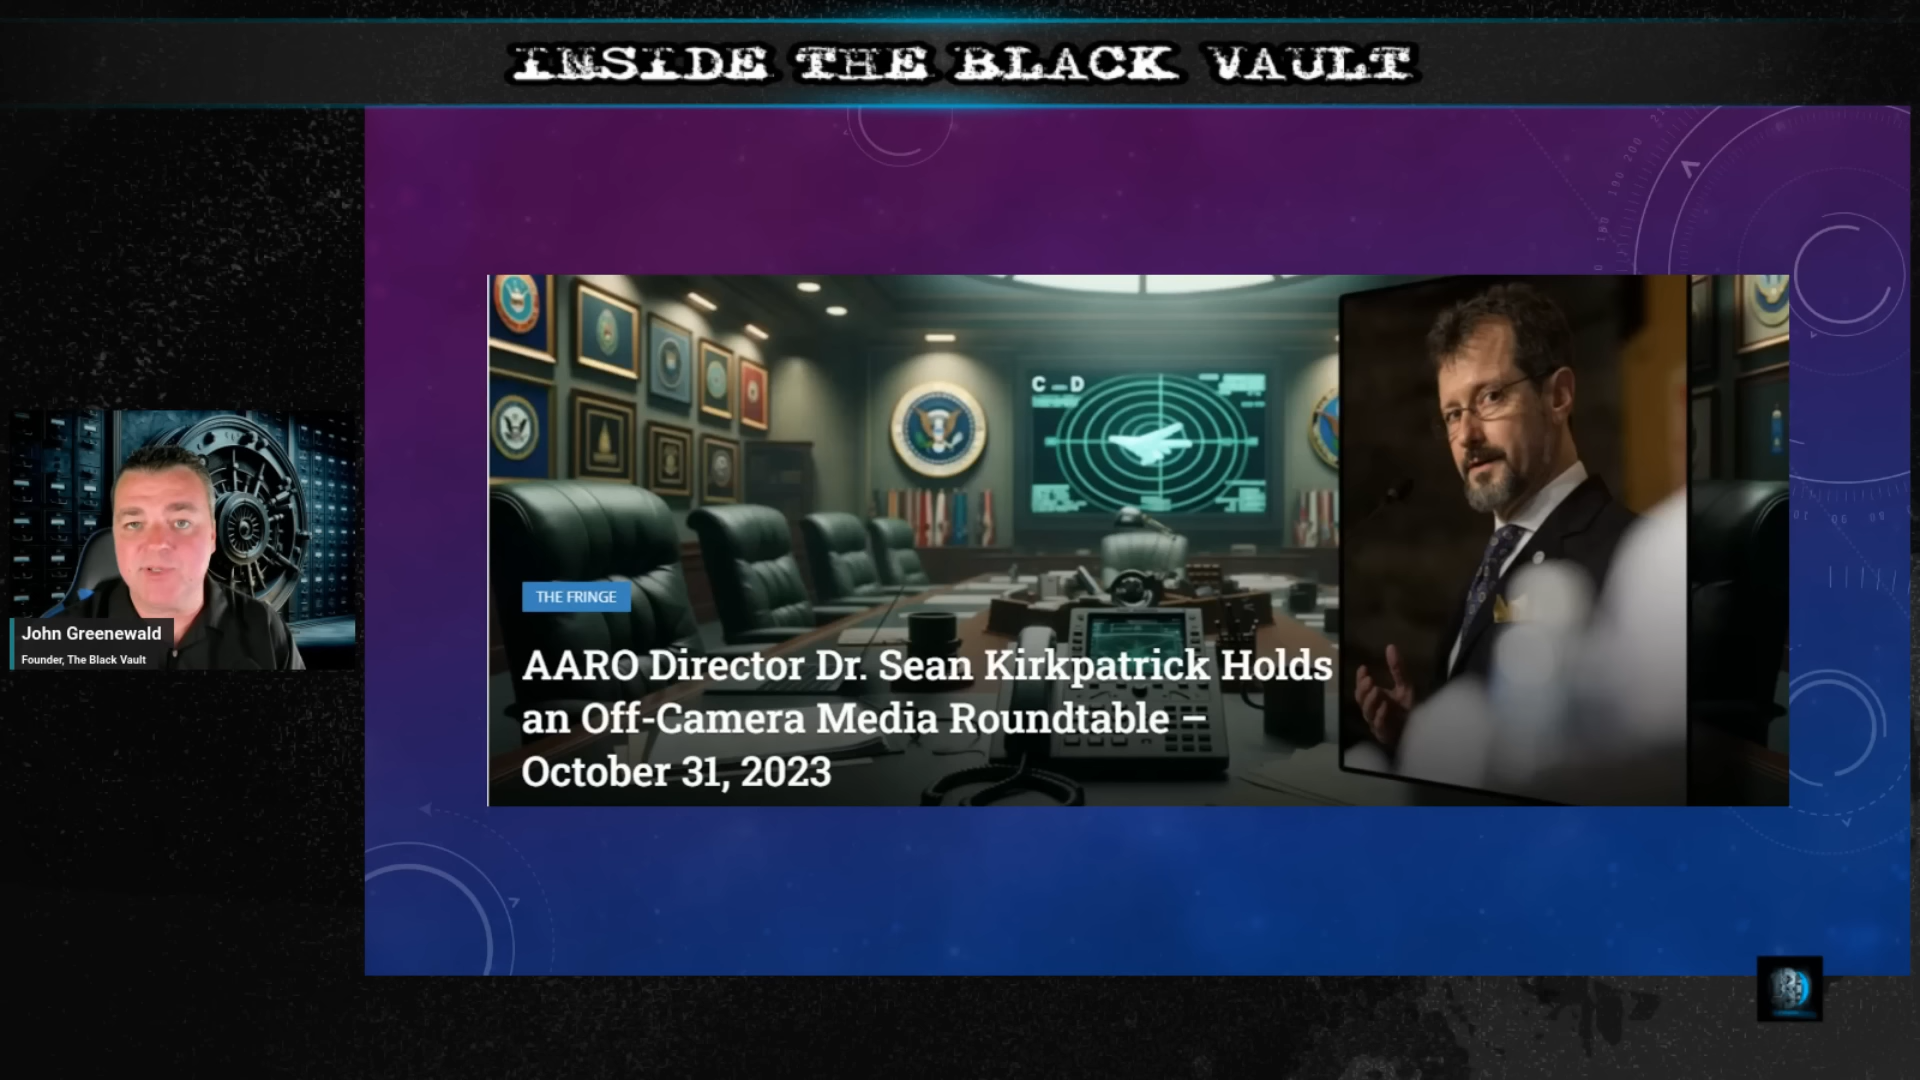 INSIDE THE BLACK VAULT
C D
THE FRINGE
AARO Director Dr. Sean Kirkpatrick Holds
an Off-Camera Media Roundtable –
October 31, 2023
John Greenewald
Founder, The Black Vault